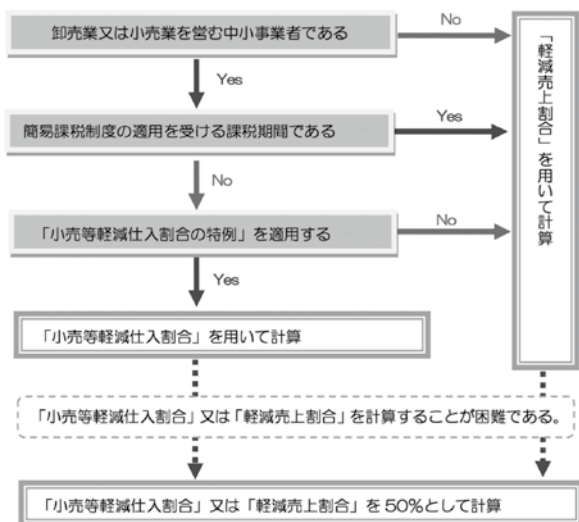 卸売業又は小売業を営む中小事業者である
No
Yes
簡易課税制度の適用を受ける課税期間である
Yes
No
「小売等軽減仕入割合の特例」を適用する
No
Yes
「軽減売上割合」を用いて計算
「小売等軽減仕入割合」を用いて計算
「小売等軽減仕入割合」又は「軽減売上割合」を計算することが困難である。
「小売等軽減仕入割合」又は「軽減売上割合」を50%として計算